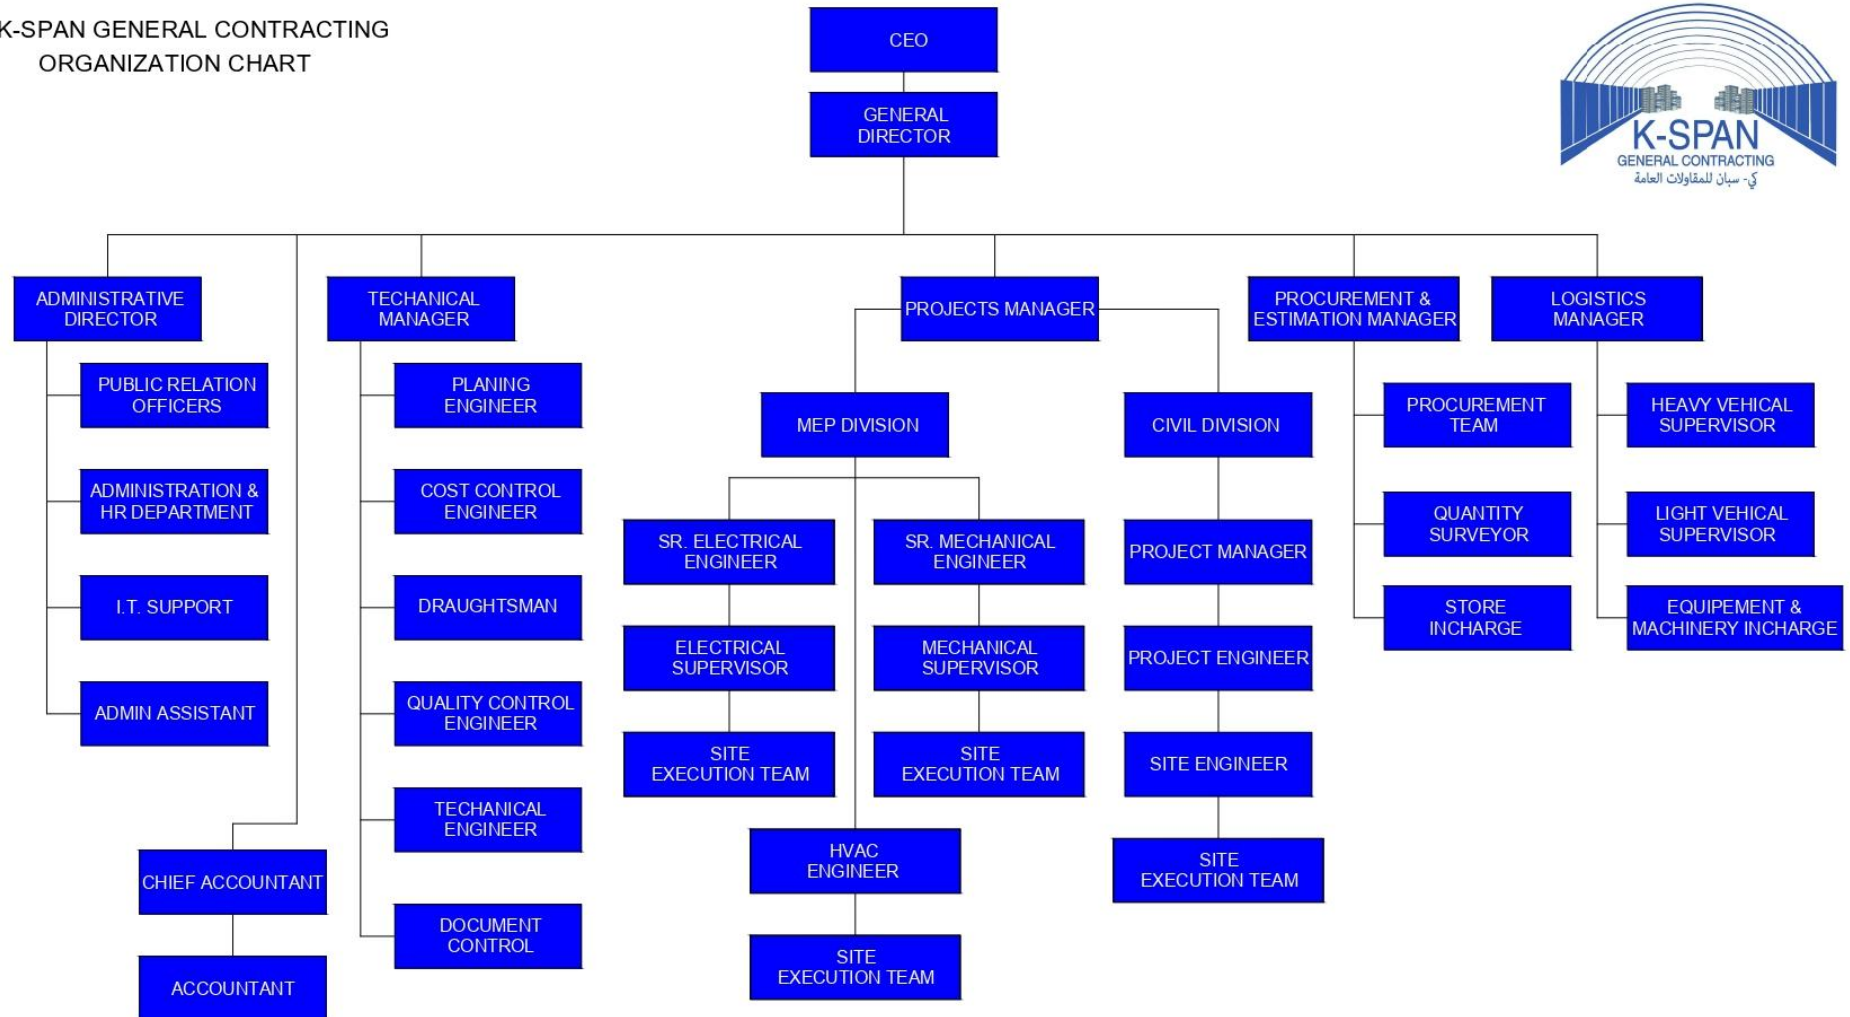 K-SPAN GENERAL CONTRACTING
ORGANIZATION CHART
CEO
GENERAL
DIRECTOR
K-SPAN
GENERAL CONTRACTING
كي- سبان للمقاولات العامة
ADMINISTRATIVE
DIRECTOR
TECHANICAL
MANAGER
PROJECTS MANAGER
PROCUREMENT &
ESTIMATION MANAGER
LOGISTICS
MANAGER
PUBLIC RELATION
OFFICERS
ADMINISTRATION &
HR DEPARTMENT
I.T. SUPPORT
ADMIN ASSISTANT
CHIEF ACCOUNTANT
ACCOUNTANT
PLANING
ENGINEER
COST CONTROL
ENGINEER
DRAUGHTSMAN
QUALITY CONTROL
ENGINEER
TECHANICAL
ENGINEER
DOCUMENT
CONTROL
MEP DIVISION
SR. ELECTRICAL
ENGINEER
ELECTRICAL
SUPERVISOR
SITE
EXECUTION TEAM
SR. MECHANICAL
ENGINEER
MECHANICAL
SUPERVISOR
SITE
EXECUTION TEAM
HVAC
ENGINEER
SITE
EXECUTION TEAM
CIVIL DIVISION
PROJECT MANAGER
PROJECT ENGINEER
SITE ENGINEER
SITE
EXECUTION TEAM
PROCUREMENT
TEAM
QUANTITY
SURVEYOR
STORE
INCHARGE
HEAVY VEHICAL
SUPERVISOR
LIGHT VEHICAL
SUPERVISOR
EQUIPEMENT &
MACHINERY INCHARGE